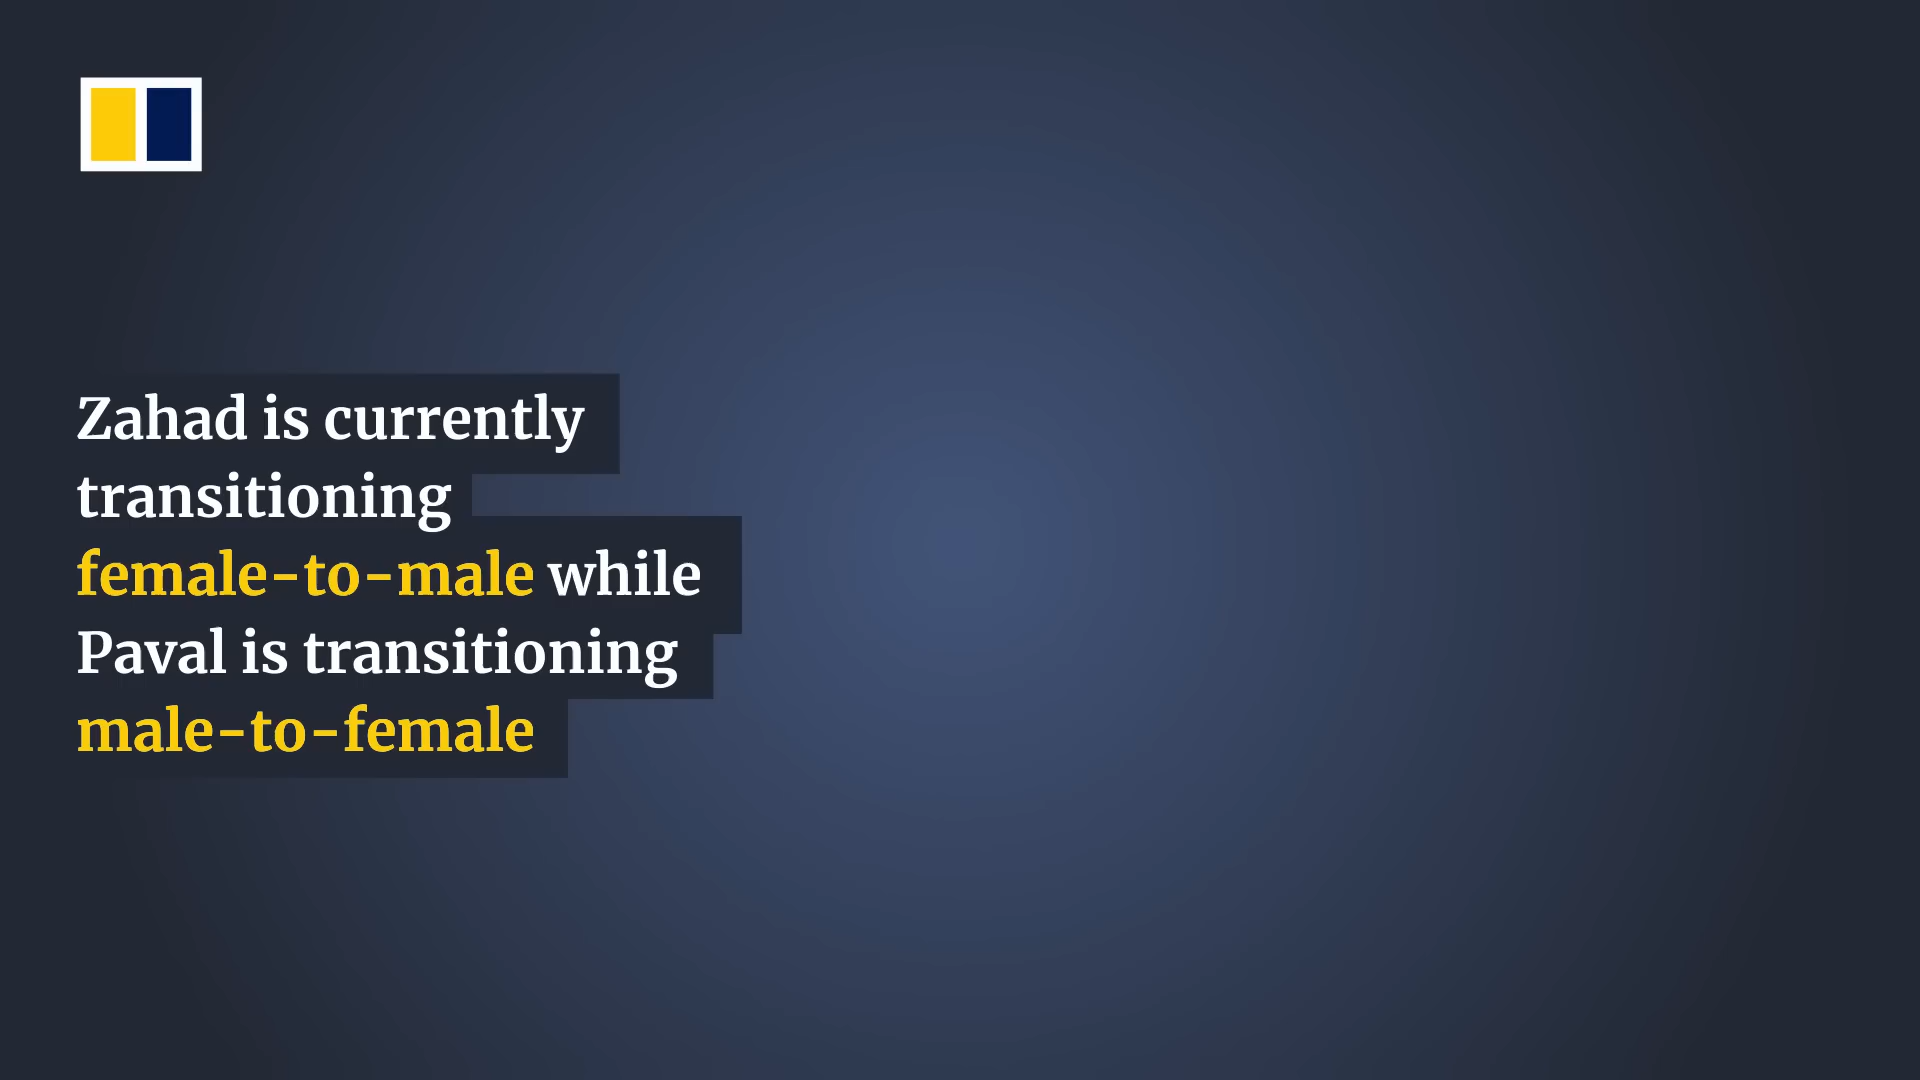 Zahad is currently
transitioning
female-to-male while
Paval is transitioning
male-to-female